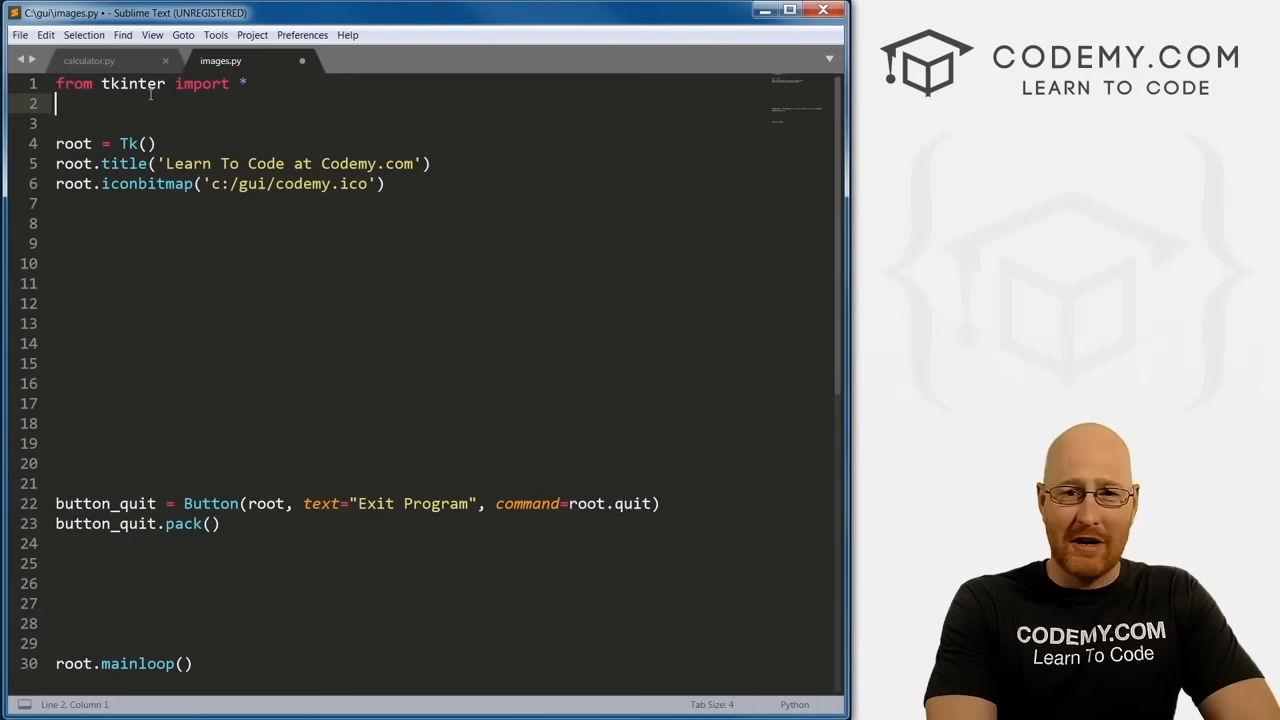 C:\gui\images.py • - Sublime Text (UNREGISTERED)
File Edit Selection Find View Goto Tools Project Preferences Help
calculator.py × images.py
1 from tkinter import *
2
3
4 root = Tk()
5 root.title('Learn To Code at Codemy.com')
6 root.iconbitmap('c:/gui/codemy.ico')
7
8
9
10
11
12
13
14
15
16
17
18
19
20
21
22 button_quit = Button(root, text="Exit Program", command=root.quit)
23 button_quit.pack()
24
25
26
27
28
29
30 root.mainloop()
Line 2, Column 1 Tab Size: 4 Python
CODEMY.COM
LEARN TO CODE
CODEMY.COM
Learn To Code